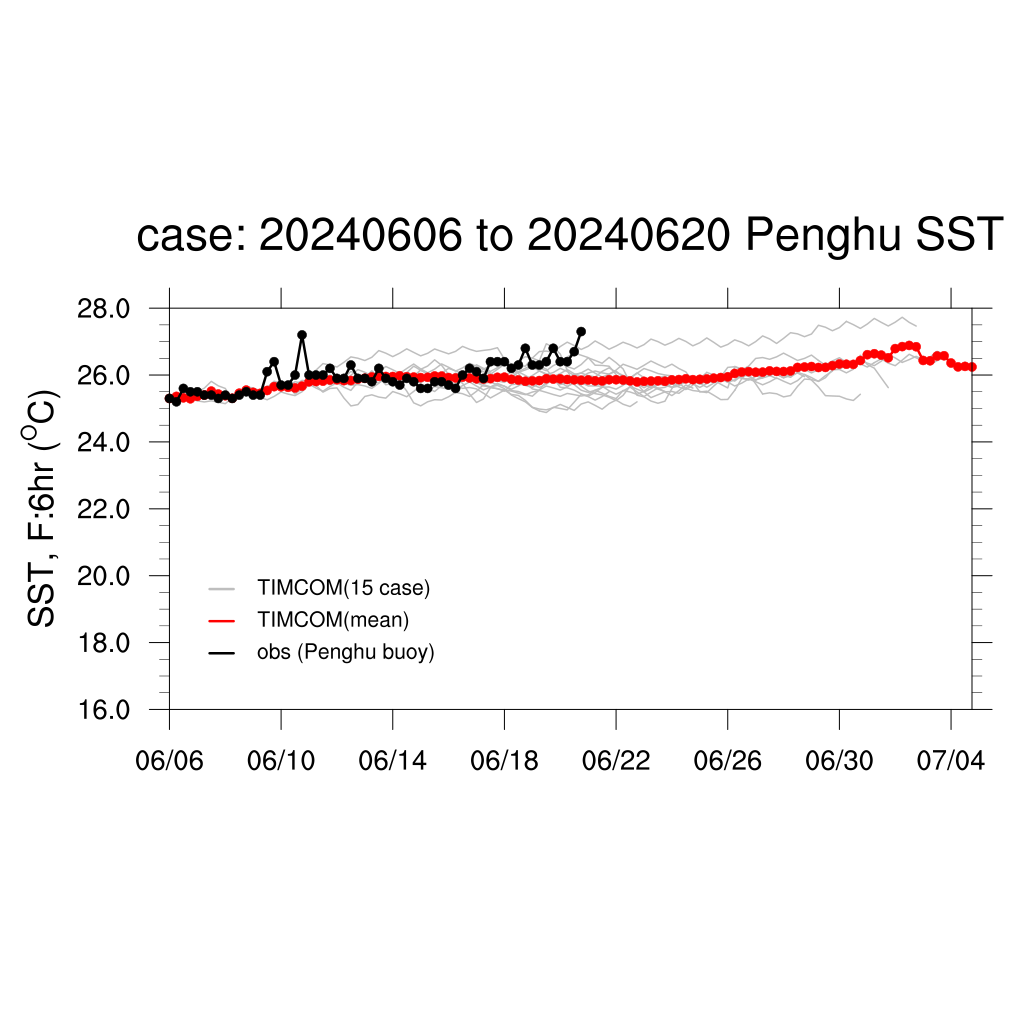 case: 20240606 to 20240620 Penghu SST
28.0
26.0
24.0
22.0
20.0
18.0
16.0
SST, F:6hr (°C)
TIMCOM(15 case)
TIMCOM(mean)
obs (Penghu buoy)
06/06 06/10 06/14 06/18 06/22 06/26 06/30 07/04